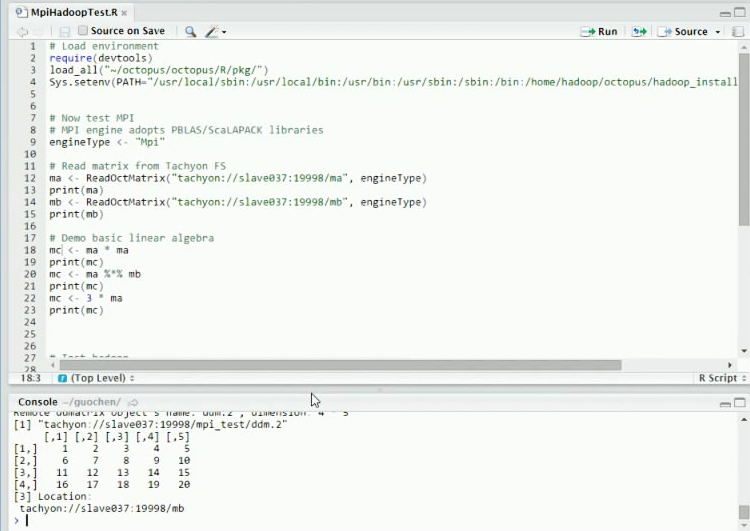 MpiHadoopTest.R
Source on Save
Run
Source
1 # Load environment
2 require(devtools)
3 load_all("~/octopus/octopus/R/pkg/")
4 Sys.setenv(PATH="/usr/local/sbin:/usr/local/bin:/usr/bin:/usr/sbin:/sbin:/bin:/home/hadoop/octopus/hadoop_install
5
6
7 # Now test MPI
8 # MPI engine adopts PBLAS/ScaLAPACK libraries
9 engineType <- "Mpi"
10
11 # Read matrix from Tachyon FS
12 ma <- ReadOctMatrix("tachyon://slave037:19998/ma", engineType)
13 print(ma)
14 mb <- ReadOctMatrix("tachyon://slave037:19998/mb", engineType)
15 print(mb)
16
17 # Demo basic linear algebra
18 mc <- ma * ma
19 print(mc)
20 mc <- ma %*% mb
21 print(mc)
22 mc <- 3 * ma
23 print(mc)
24
25
26
27 # Test hadoop
28
18:3 (Top Level) R Script
Console ~/guochen/
Remote ddmatrix object's name: ddm.2 , dimension: 4 * 5
[1] "tachyon://slave037:19998/mpi_test/ddm.2"
[,1] [,2] [,3] [,4] [,5]
[1,] 1 2 3 4 5
[2,] 6 7 8 9 10
[3,] 11 12 13 14 15
[4,] 16 17 18 19 20
[3] Location:
tachyon://slave037:19998/mb
>